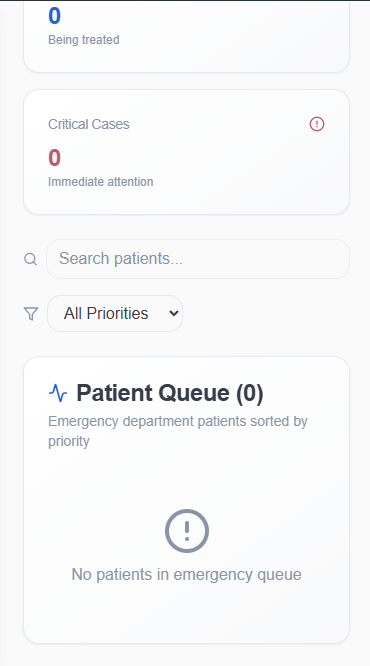 0
Being treated
Critical Cases
0
Immediate attention
Search patients...
All Priorities
Patient Queue (0)
Emergency department patients sorted by
priority
No patients in emergency queue